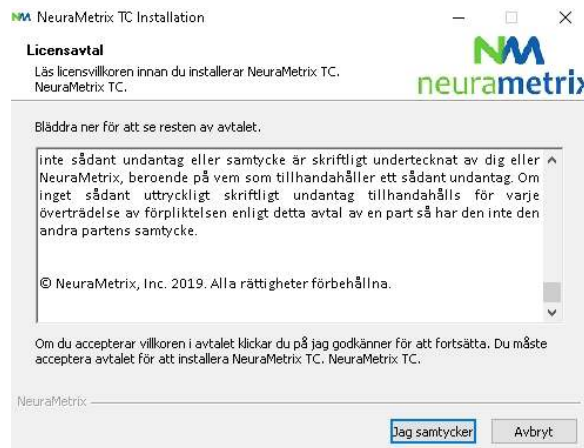 NM NeuraMetrix TC Installation
Licensavtal
Läs licensvillkoren innan du installerar NeuraMetrix TC.
NeuraMetrix TC.
NM
neurametrix
Bläddra ner för att se resten av avtalet.
inte sådant undantag eller samtycke är skriftligt undertecknat av dig eller
NeuraMetrix, beroende på vem som tillhandahåller ett sådant undantag. Om
inget sådant uttryckligt skriftligt undantag tillhandahålls för varje
överträdelse av förpliktelsen enligt detta avtal av en part så har den inte den
andra partens samtycke.
© NeuraMetrix, Inc. 2019. Alla rättigheter förbehållna.
Om du accepterar villkoren i avtalet klickar du på jag godkänner för att fortsätta. Du måste
acceptera avtalet för att installera NeuraMetrix TC. NeuraMetrix TC.
NeuraMetrix
Jag samtycker
Avbryt